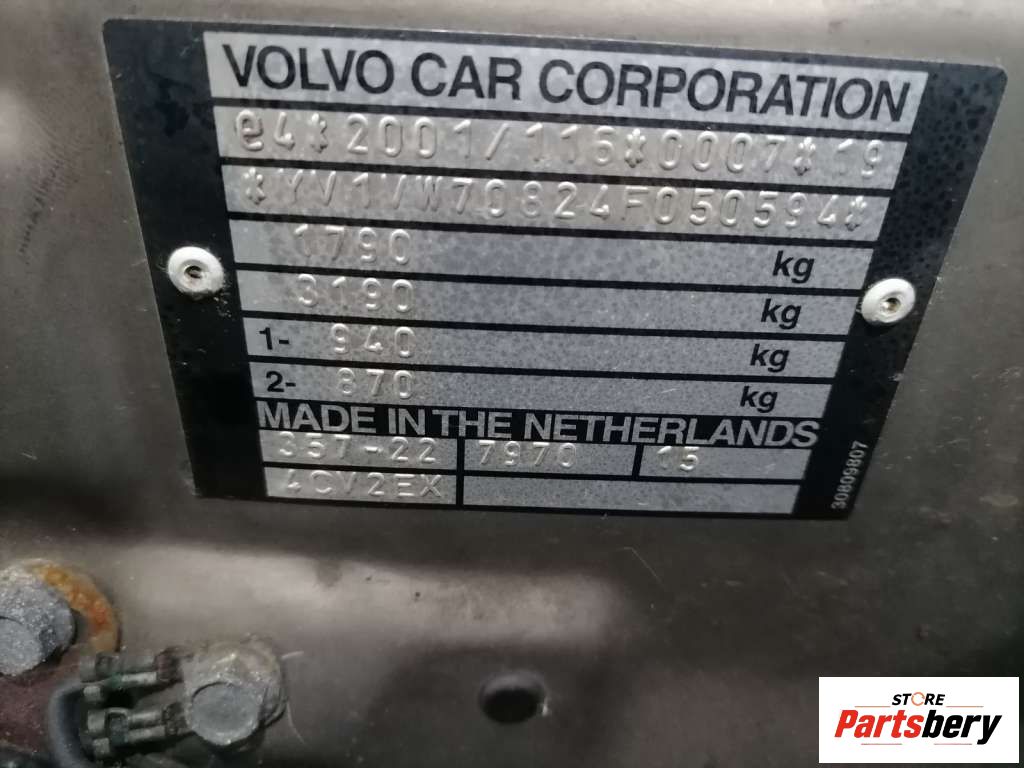 VOLVO CAR CORPORATION
e4*2001/116*0007*19
*YV1VW70824F050594*
1790 kg
3190 kg
1- 940 kg
2- 870 kg
MADE IN THE NETHERLANDS
357-22 7970 15
4CV2EX
30809807
STORE
Partsbery